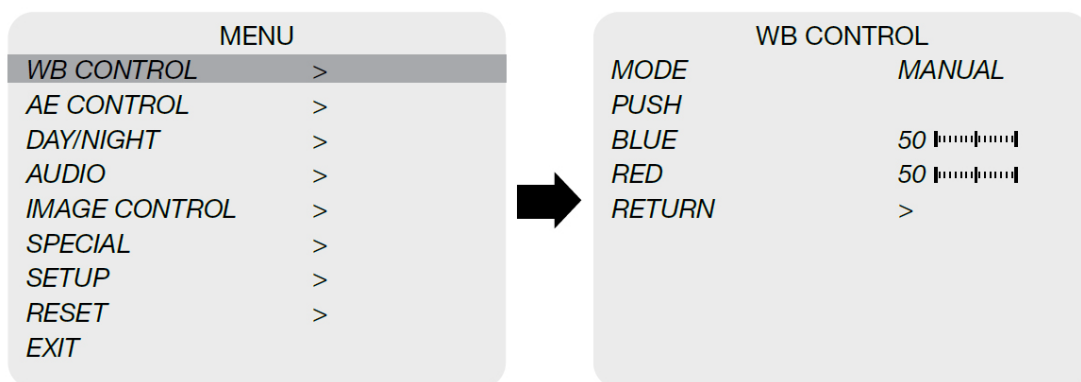 MENU
WB CONTROL >
AE CONTROL >
DAY/NIGHT >
AUDIO >
IMAGE CONTROL >
SPECIAL >
SETUP >
RESET >
EXIT
WB CONTROL
MODE MANUAL
PUSH
BLUE 50
RED 50
RETURN >